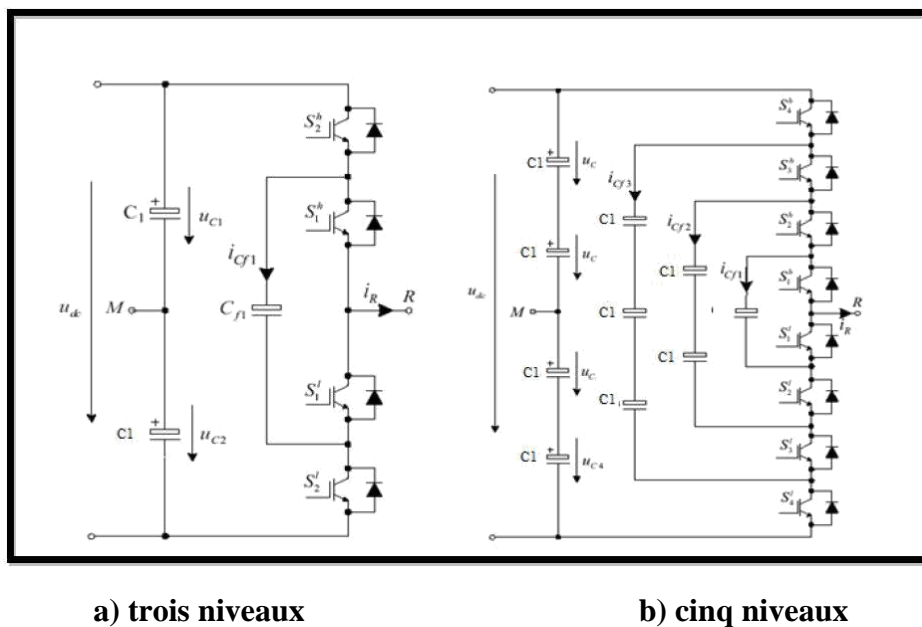 S₂ʰ
C₁
u_C1
S₁ʰ
i_Cf1
u_dc
M
C_f1
i_R
R
C1
u_C2
S₁ˡ
S₂ˡ
S₄ʰ
C1
u_C
i_Cf3
S₃ʰ
C1
i_Cf2
S₂ʰ
C1
u_C
C1
i_Cf1
S₁ʰ
u_dc
M
C1
R
i_R
S₁ˡ
C1
u_C
C1
S₂ˡ
C1
S₃ˡ
C1
u_C4
S₄ˡ
a) trois niveaux
b) cinq niveaux